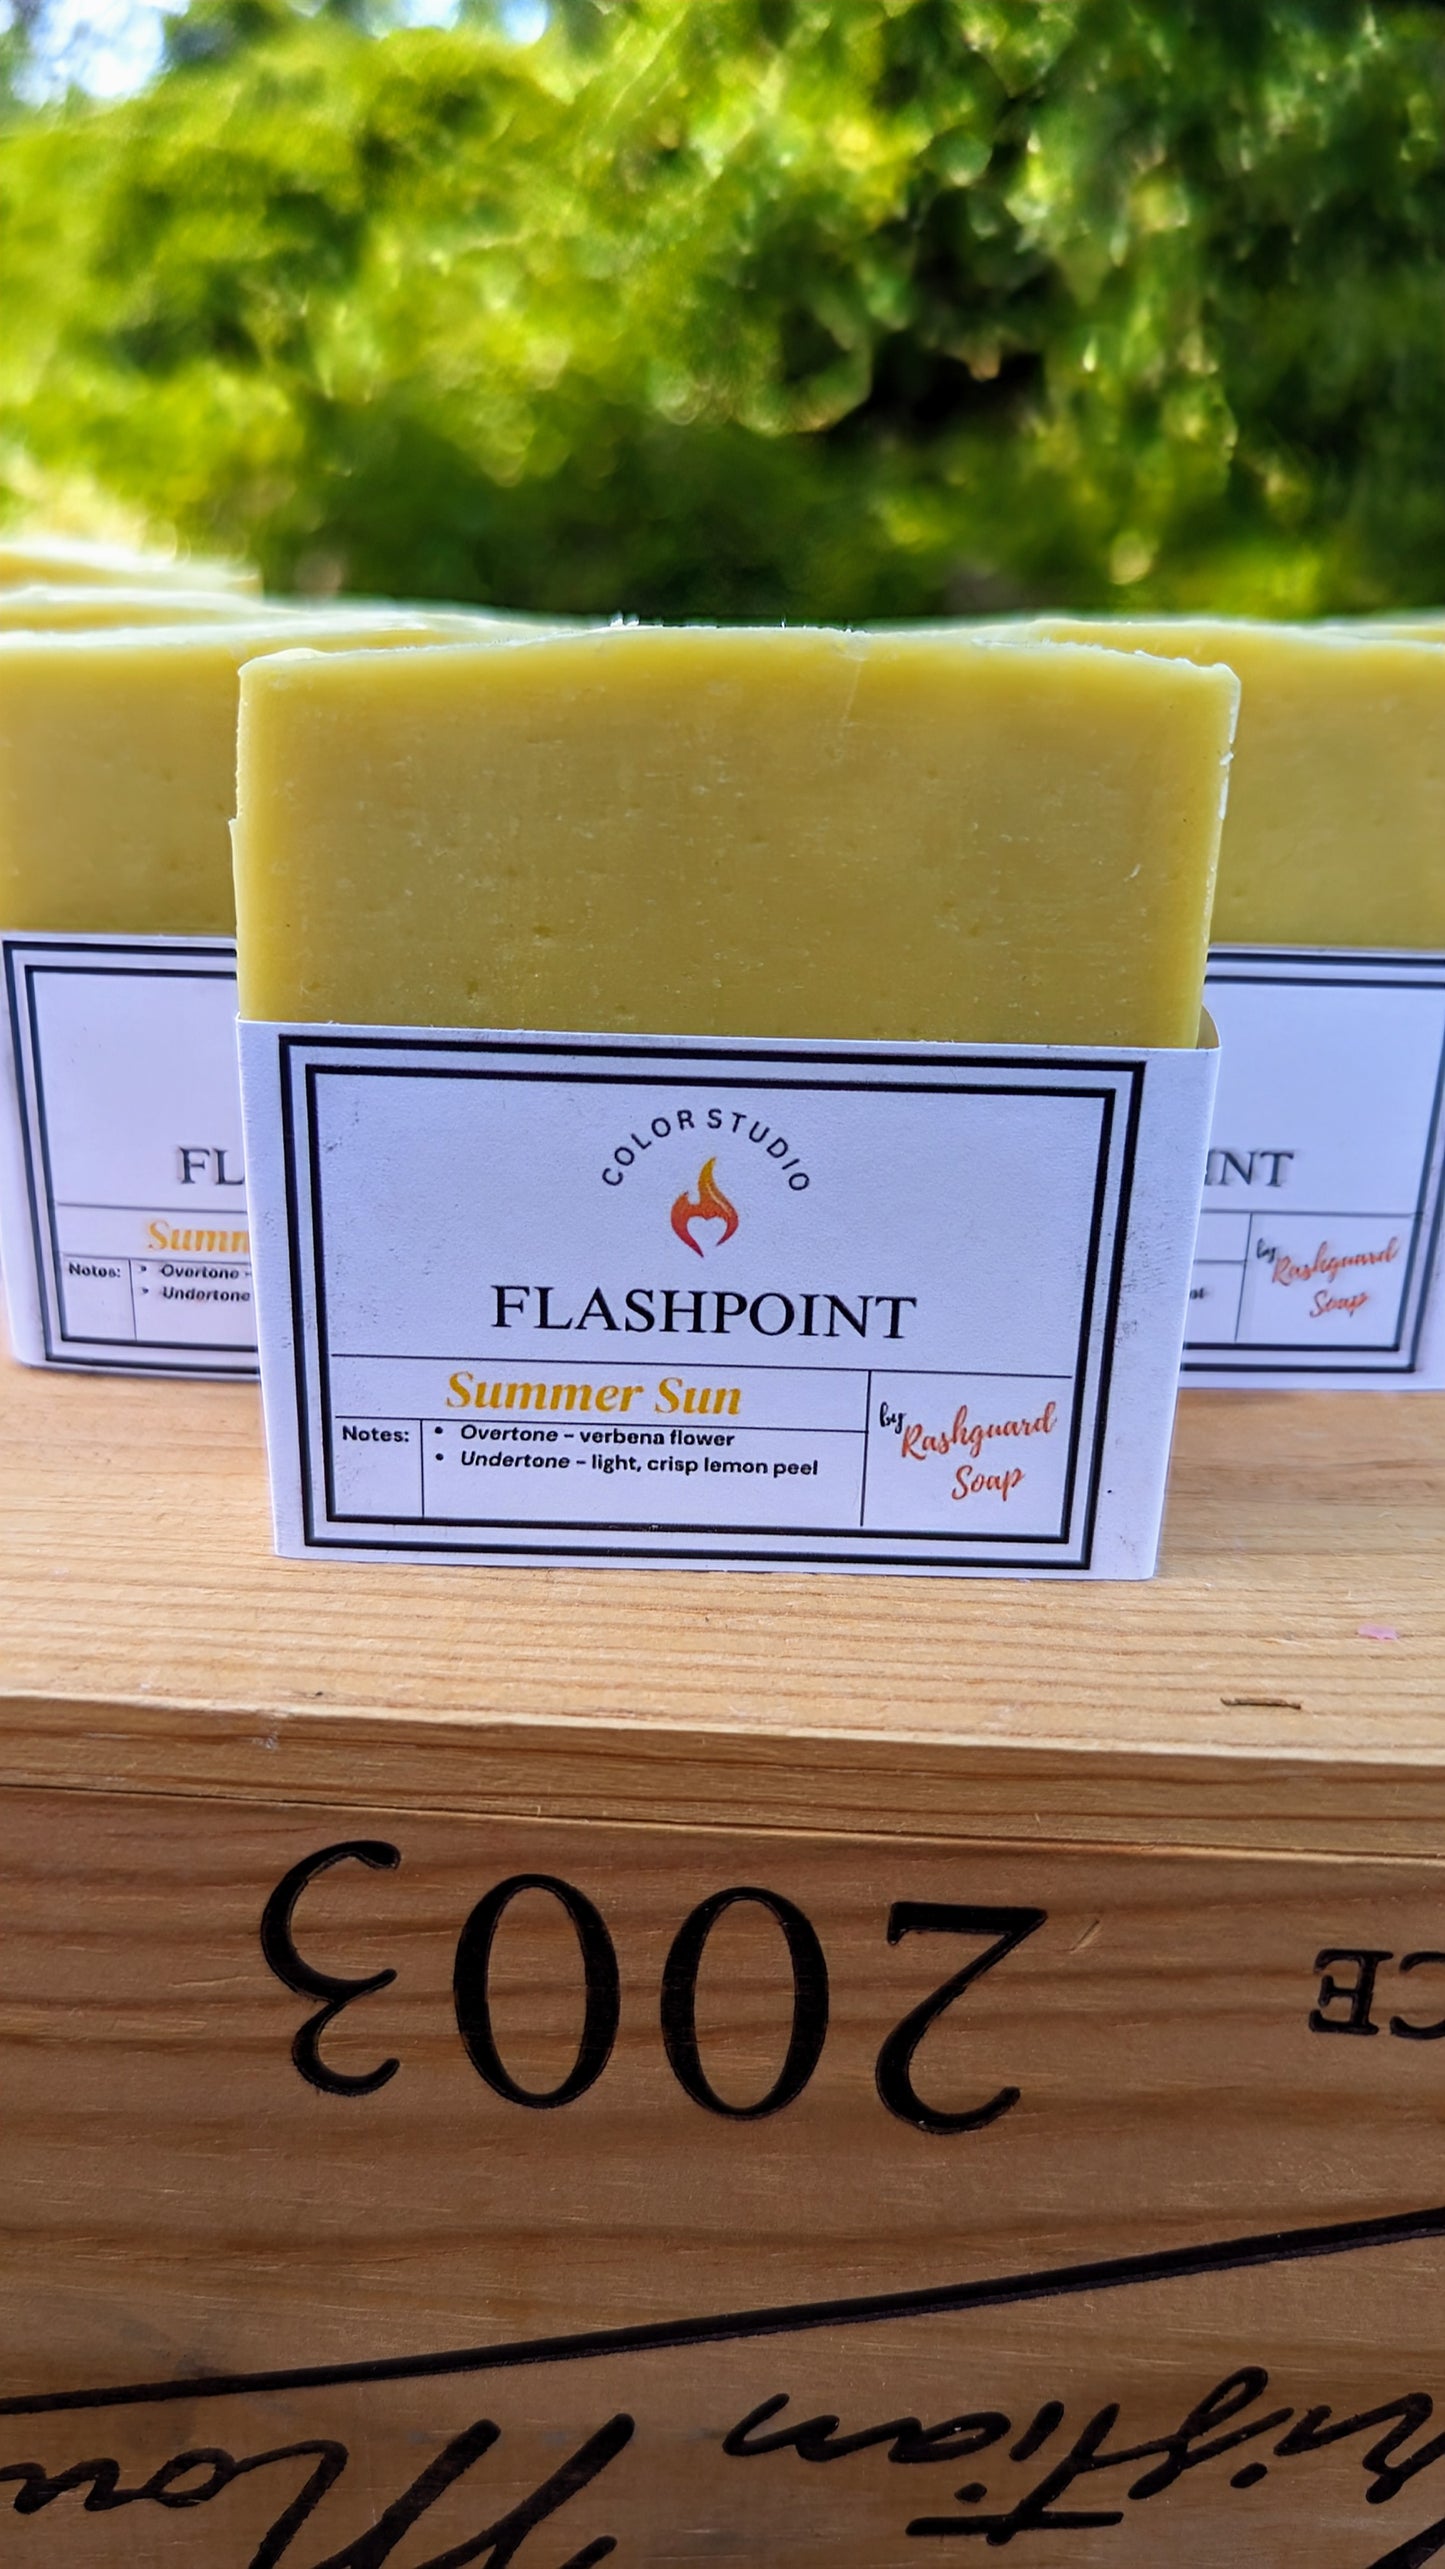 COLOR STUDIO
FLASHPOINT
Summer Sun
Notes:
• Overtone – verbena flower
• Undertone – light, crisp lemon peel
by Rashguard
Soap
FL
Summ
Notes:
• Overtone -
• Undertone
INT
Rashguard
Soap
2003
CE